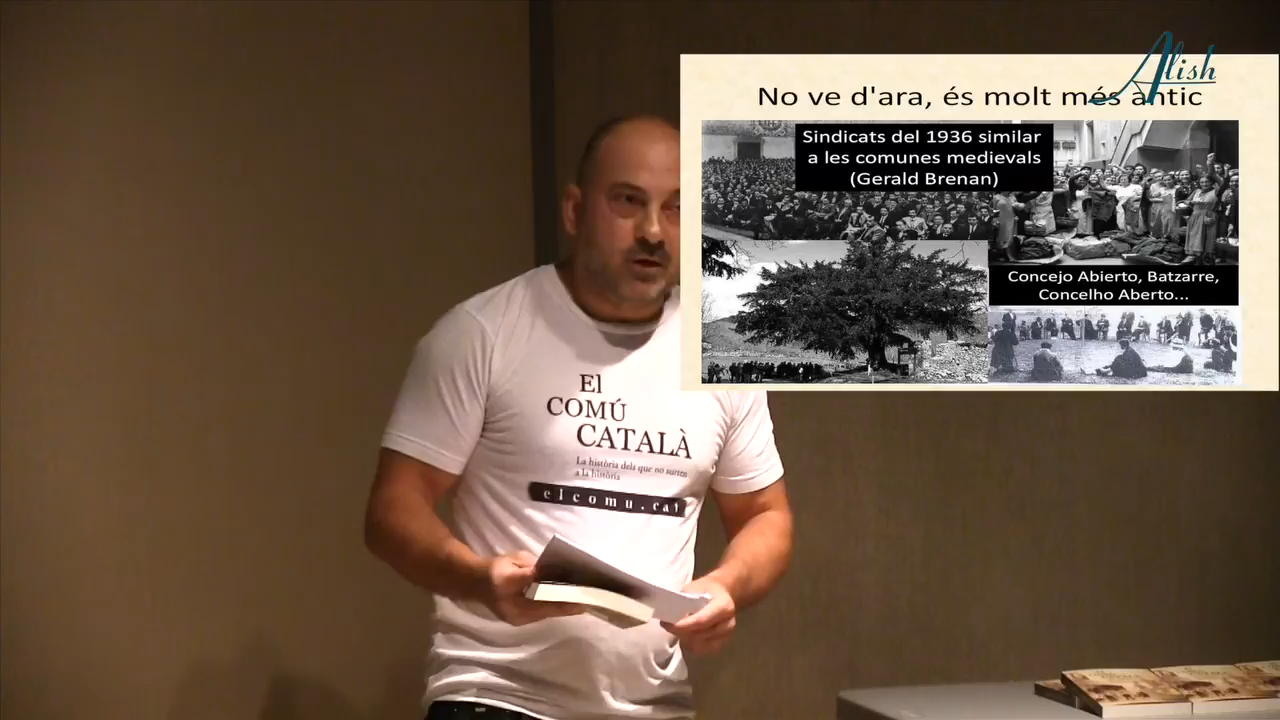 Alish
No ve d'ara, és molt més antic
Sindicats del 1936 similar
a les comunes medievals
(Gerald Brenan)
Concejo Abierto, Batzarre,
Concelho Aberto...
El
COMÚ
CATALÀ
La història dels que no surten
a la història
elcomu.cat